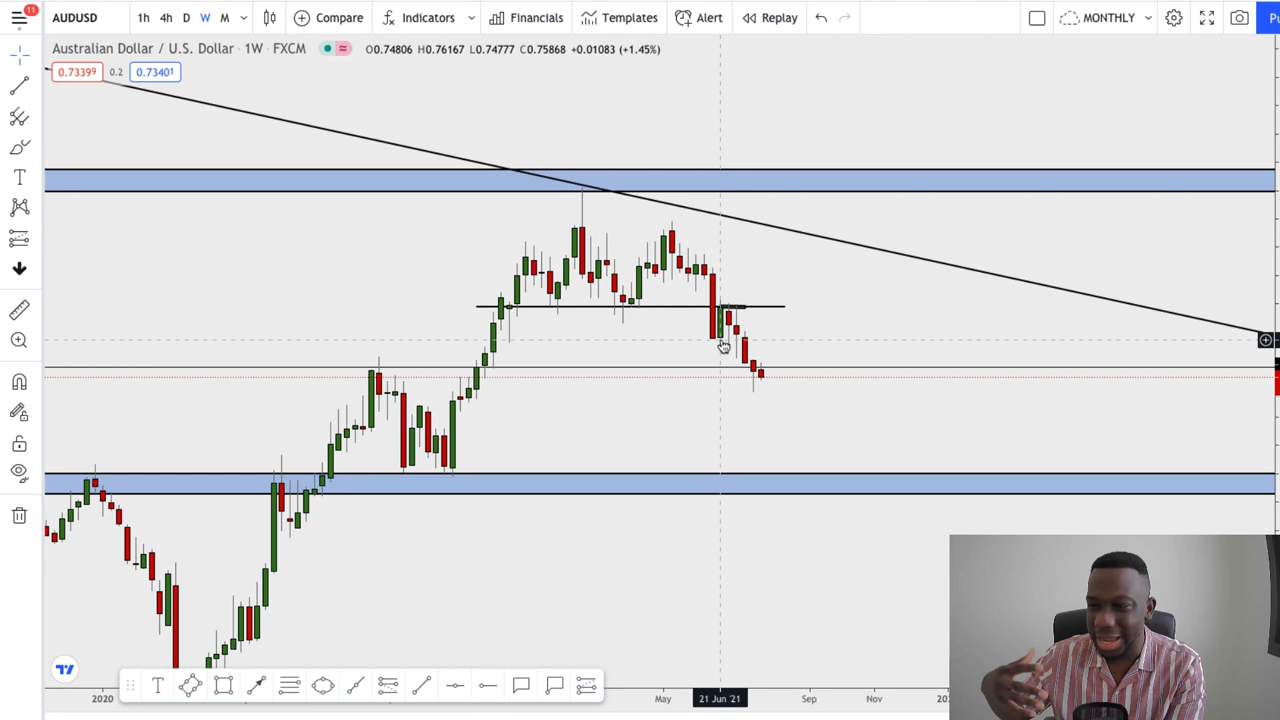 11
AUDUSD 1h 4h D W M Compare Indicators Financials Templates Alert Replay MONTHLY
Australian Dollar / U.S. Dollar · 1W · FXCM O0.74806 H0.76167 L0.74777 C0.75868 +0.01083 (+1.45%)
0.73399 0.2 0.73401
T
T
2020 May 21 Jun '21 Sep Nov